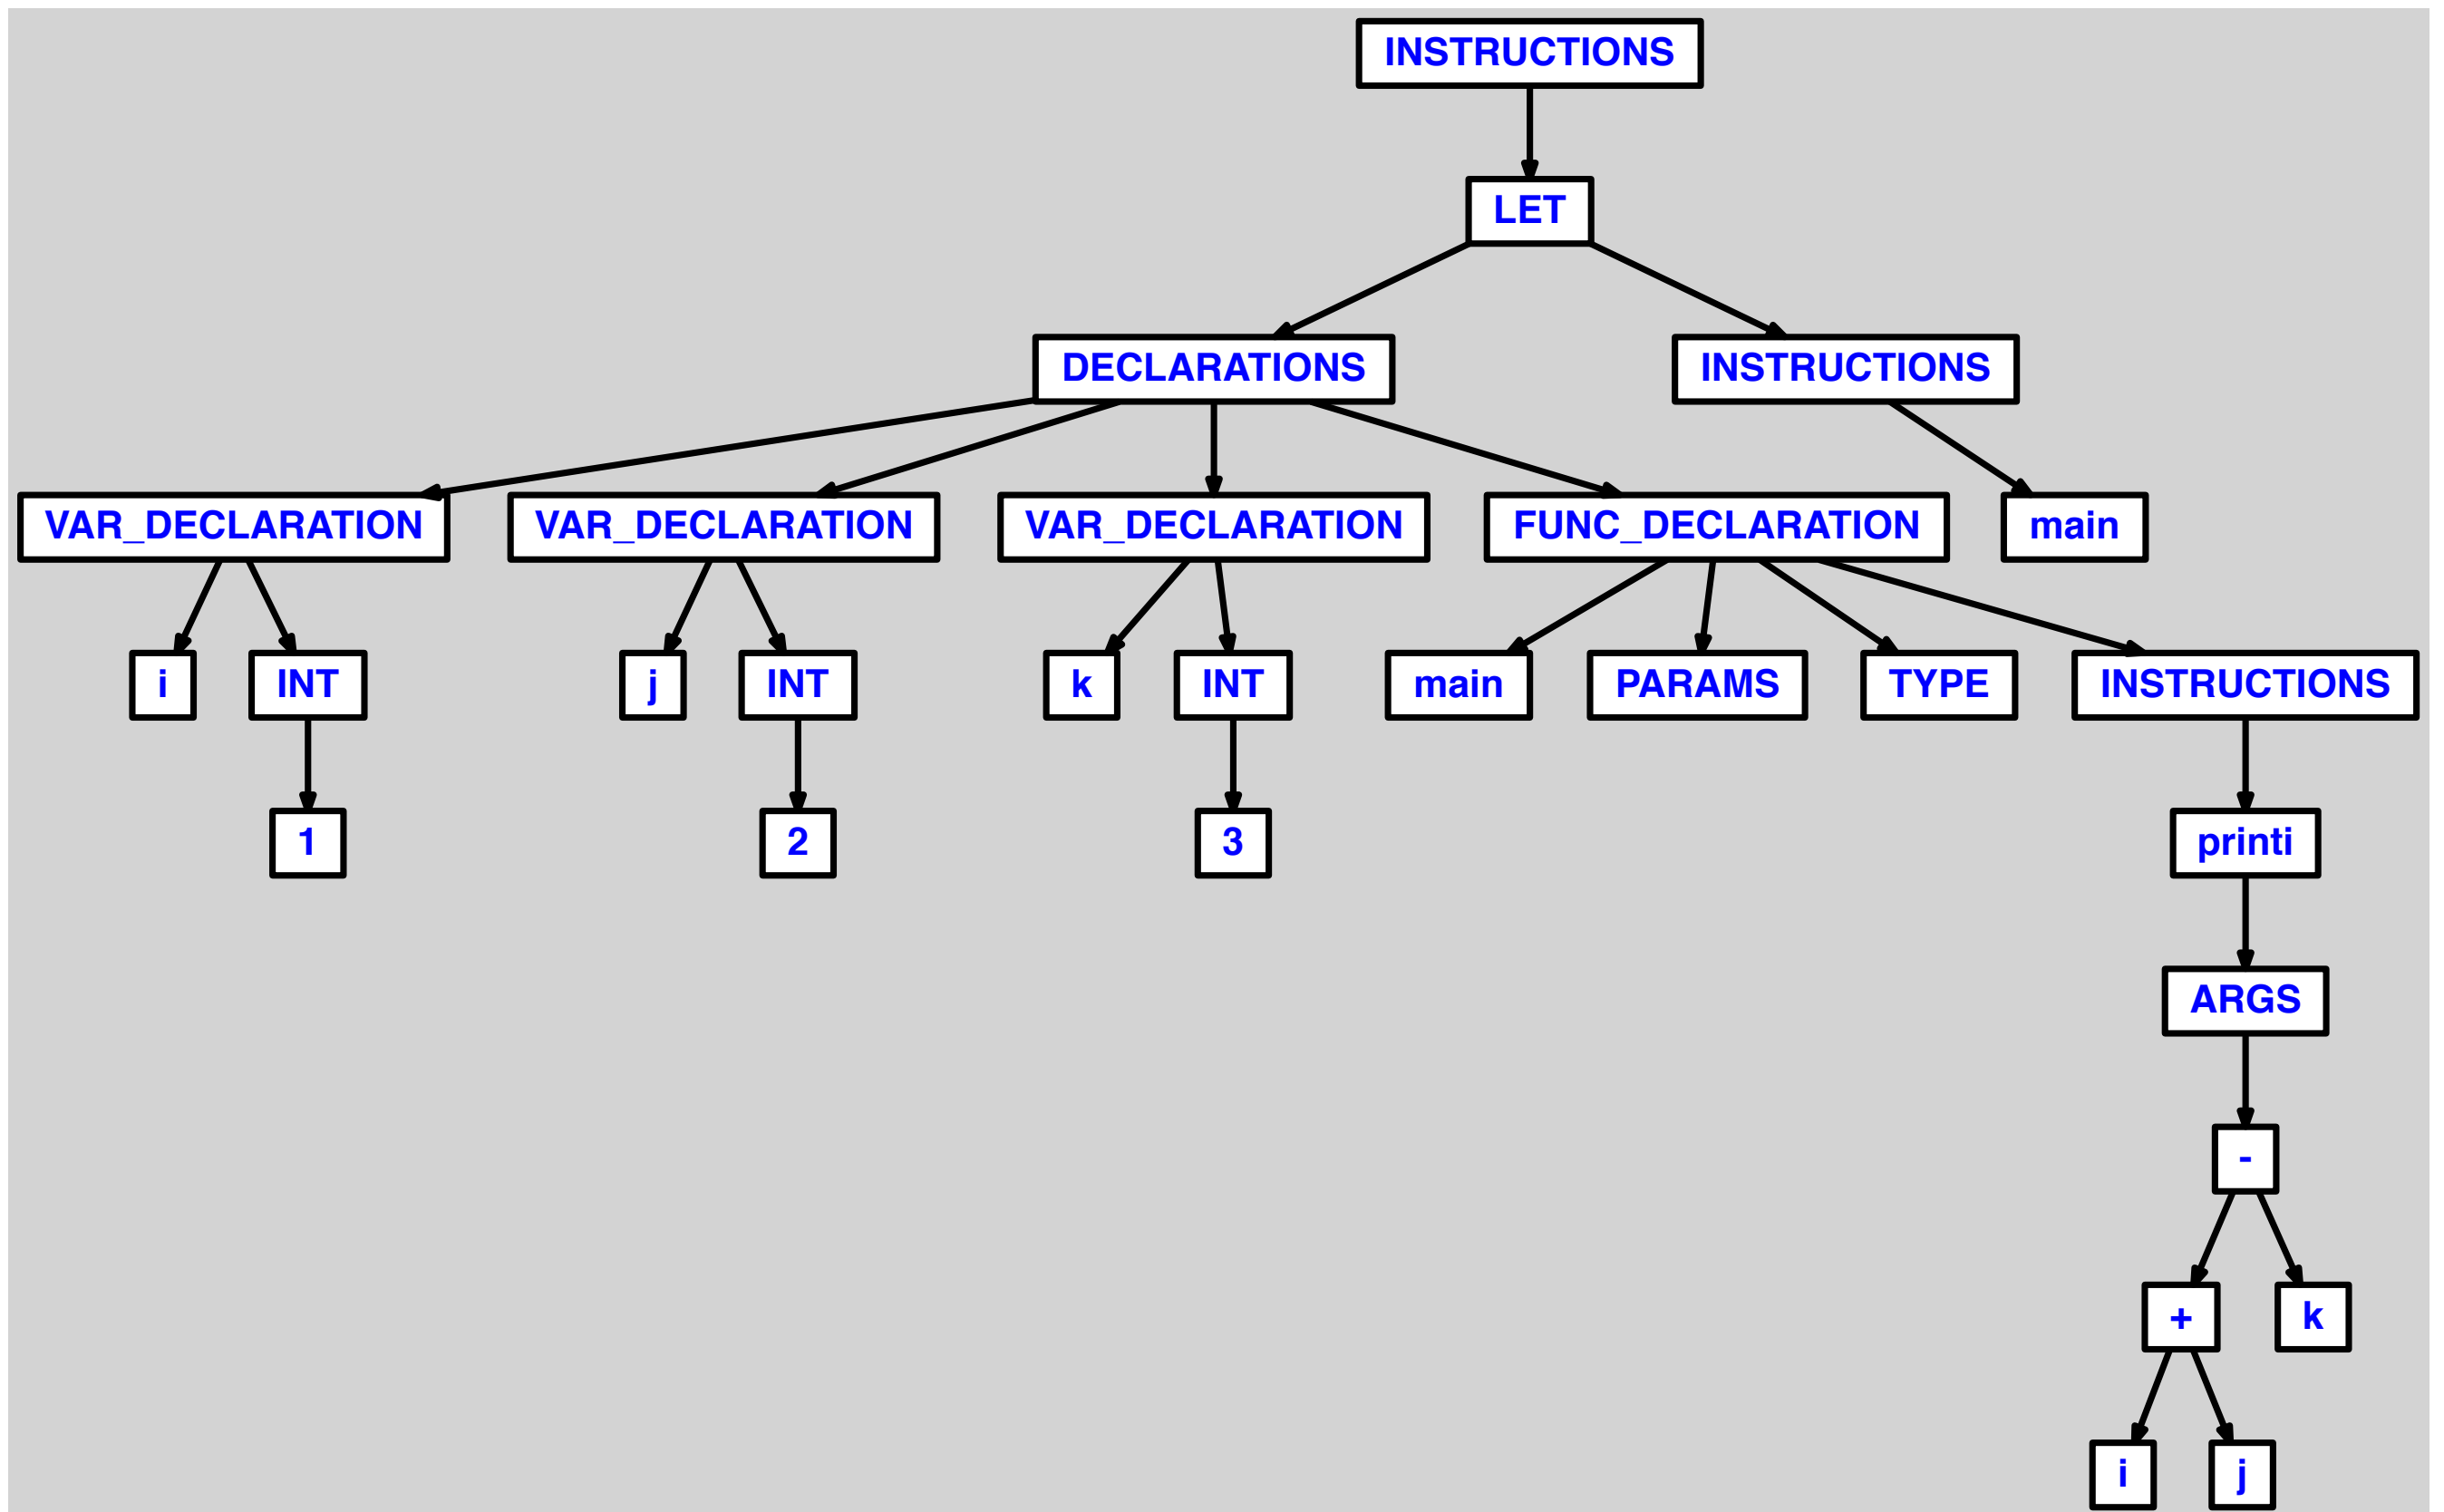 INSTRUCTIONS
LET
DECLARATIONS
INSTRUCTIONS
VAR_DECLARATION
VAR_DECLARATION
VAR_DECLARATION
FUNC_DECLARATION
main
i
INT
j
INT
k
INT
main
PARAMS
TYPE
INSTRUCTIONS
1
2
3
printi
ARGS
-
+
k
i
j